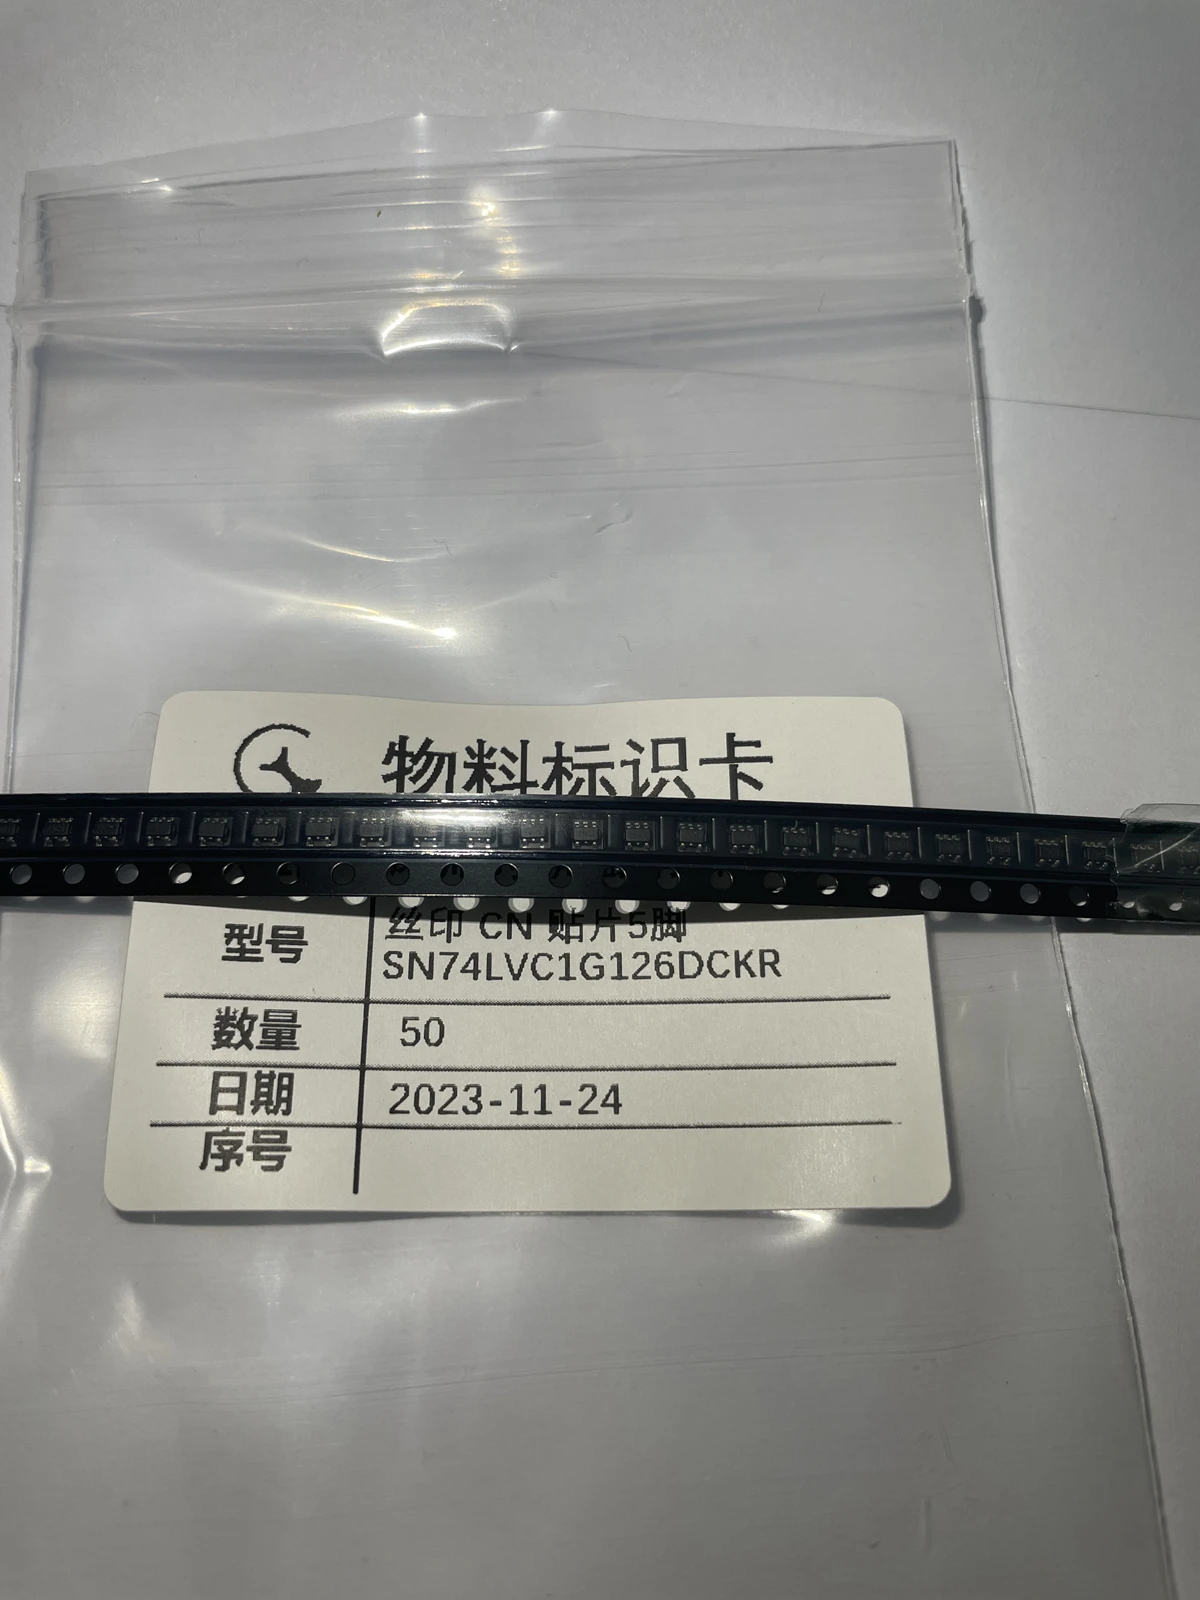 物料标识卡
型号
丝印 CN 贴片5脚
SN74LVC1G126DCKR
数量 50
日期 2023-11-24
序号